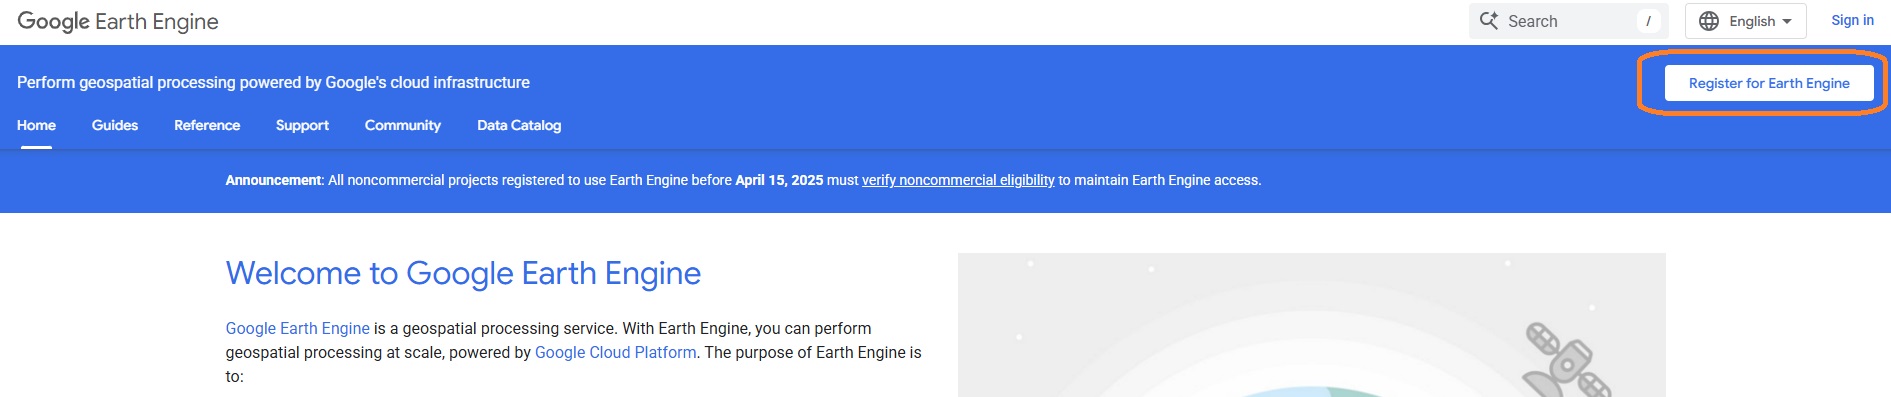 Google Earth Engine
Search /
English
Sign in
Perform geospatial processing powered by Google's cloud infrastructure
Register for Earth Engine
Home Guides Reference Support Community Data Catalog
Announcement: All noncommercial projects registered to use Earth Engine before April 15, 2025 must verify noncommercial eligibility to maintain Earth Engine access.
Welcome to Google Earth Engine
Google Earth Engine is a geospatial processing service. With Earth Engine, you can perform
geospatial processing at scale, powered by Google Cloud Platform. The purpose of Earth Engine is
to: